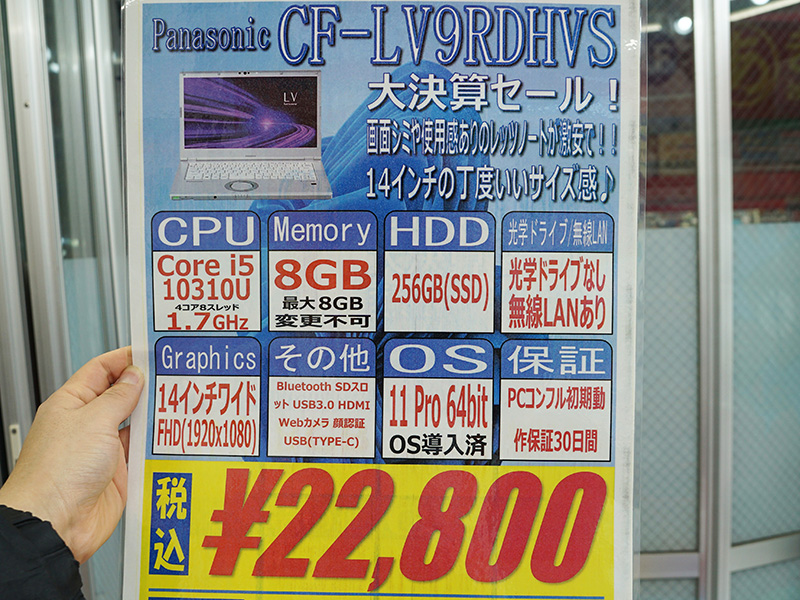 Panasonic CF-LV9RDHVS
LV
大決算セール！
画面シミや使用感ありのレッツノートが激安で！！
14インチの丁度いいサイズ感♪
CPU
Core i5
10310U
4コア8スレッド
1.7GHz
Memory
8GB
最大8GB
変更不可
HDD
256GB(SSD)
光学ドライブ/無線LAN
光学ドライブなし
無線LANあり
Graphics
14インチワイド
FHD(1920x1080)
その他
Bluetooth SDスロ
ット USB3.0 HDMI
Webカメラ 顔認証
USB(TYPE-C)
OS
11 Pro 64bit
OS導入済
保証
PCコンフル初期動
作保証30日間
税込
¥22,800